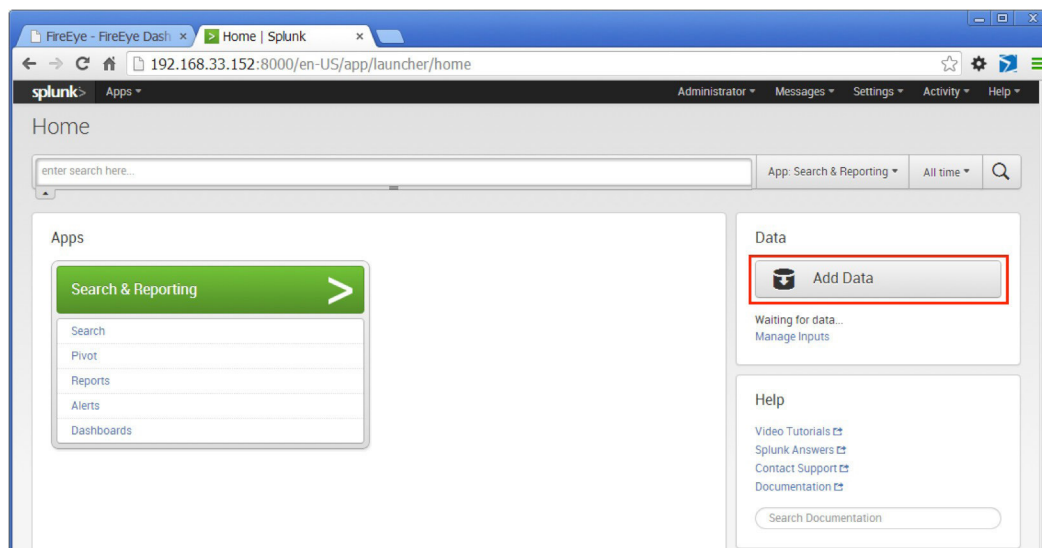 FireEye - FireEye Dash × Home | Splunk ×
192.168.33.152:8000/en-US/app/launcher/home
splunk> Apps Administrator Messages Settings Activity Help
Home
enter search here... App: Search & Reporting All time
Apps
Search & Reporting >
Search
Pivot
Reports
Alerts
Dashboards
Data
Add Data
Waiting for data...
Manage Inputs
Help
Video Tutorials
Splunk Answers
Contact Support
Documentation
Search Documentation